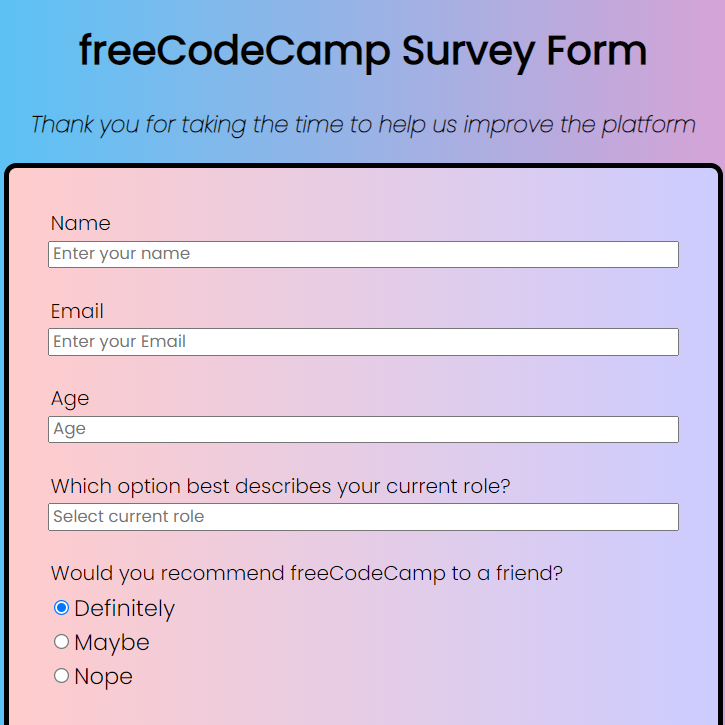 freeCodeCamp Survey Form
Thank you for taking the time to help us improve the platform
Name
Enter your name
Email
Enter your Email
Age
Age
Which option best describes your current role?
Select current role
Would you recommend freeCodeCamp to a friend?
Definitely
Maybe
Nope